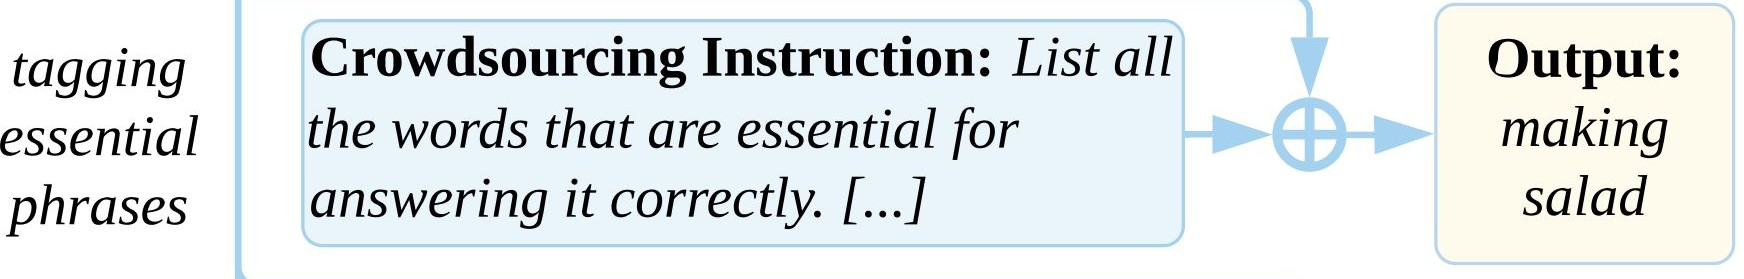 tagging
essential
phrases
Crowdsourcing Instruction: List all
the words that are essential for
answering it correctly. [...]
Output:
making
salad